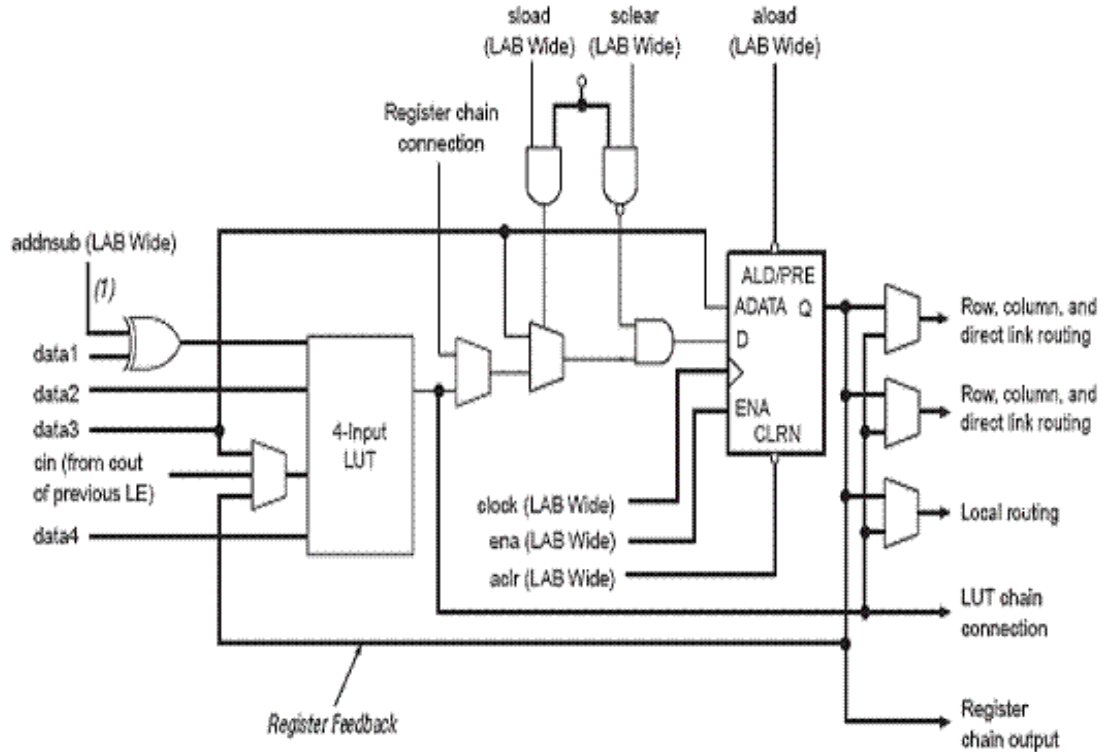 sload
(LAB Wide)
sclear
(LAB Wide)
aload
(LAB Wide)
Register chain
connection
addnsub (LAB Wide)
(1)
data1
data2
data3
cin (from cout
of previous LE)
data4
4-Input
LUT
ALD/PRE
ADATA Q
D
ENA
CLRN
clock (LAB Wide)
ena (LAB Wide)
aclr (LAB Wide)
Row, column, and
direct link routing
Row, column, and
direct link routing
Local routing
LUT chain
connection
Register
chain output
Register Feedback